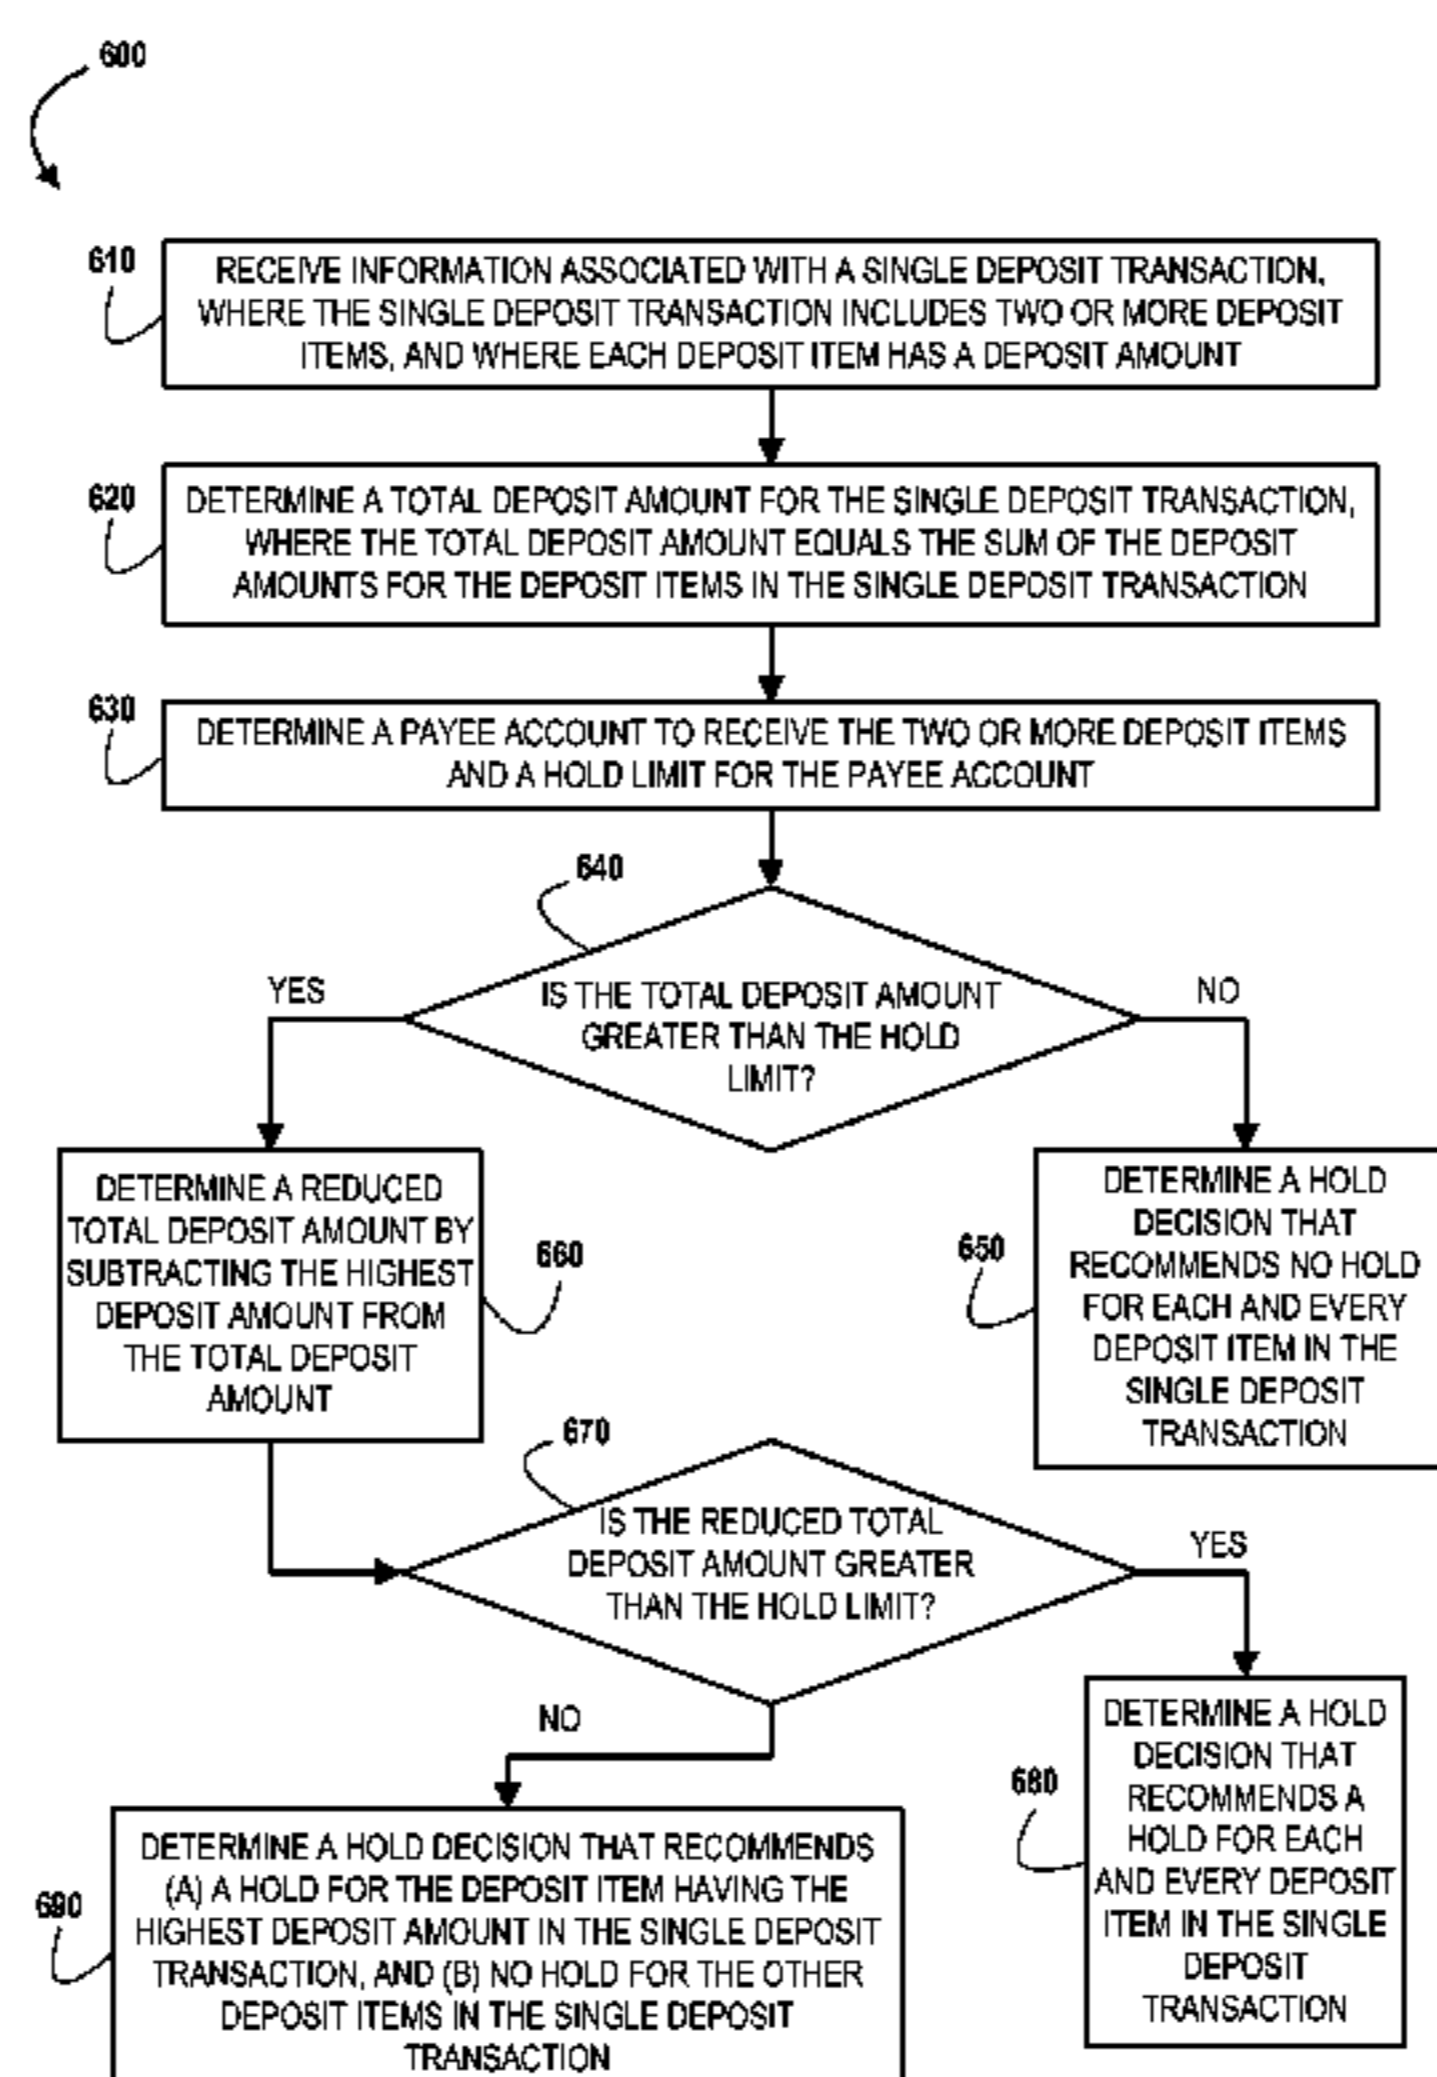 600
610
RECEIVE INFORMATION ASSOCIATED WITH A SINGLE DEPOSIT TRANSACTION,
WHERE THE SINGLE DEPOSIT TRANSACTION INCLUDES TWO OR MORE DEPOSIT
ITEMS, AND WHERE EACH DEPOSIT ITEM HAS A DEPOSIT AMOUNT
620
DETERMINE A TOTAL DEPOSIT AMOUNT FOR THE SINGLE DEPOSIT TRANSACTION,
WHERE THE TOTAL DEPOSIT AMOUNT EQUALS THE SUM OF THE DEPOSIT
AMOUNTS FOR THE DEPOSIT ITEMS IN THE SINGLE DEPOSIT TRANSACTION
630
DETERMINE A PAYEE ACCOUNT TO RECEIVE THE TWO OR MORE DEPOSIT ITEMS
AND A HOLD LIMIT FOR THE PAYEE ACCOUNT
640
YES
IS THE TOTAL DEPOSIT AMOUNT
GREATER THAN THE HOLD
LIMIT?
NO
DETERMINE A REDUCED
TOTAL DEPOSIT AMOUNT BY
SUBTRACTING THE HIGHEST
DEPOSIT AMOUNT FROM
THE TOTAL DEPOSIT
AMOUNT
660
650
DETERMINE A HOLD
DECISION THAT
RECOMMENDS NO HOLD
FOR EACH AND EVERY
DEPOSIT ITEM IN THE
SINGLE DEPOSIT
TRANSACTION
670
IS THE REDUCED TOTAL
DEPOSIT AMOUNT GREATER
THAN THE HOLD LIMIT?
YES
NO
680
DETERMINE A HOLD
DECISION THAT
RECOMMENDS A
HOLD FOR EACH
AND EVERY DEPOSIT
ITEM IN THE SINGLE
DEPOSIT
TRANSACTION
690
DETERMINE A HOLD DECISION THAT RECOMMENDS
(A) A HOLD FOR THE DEPOSIT ITEM HAVING THE
HIGHEST DEPOSIT AMOUNT IN THE SINGLE DEPOSIT
TRANSACTION, AND (B) NO HOLD FOR THE OTHER
DEPOSIT ITEMS IN THE SINGLE DEPOSIT
TRANSACTION